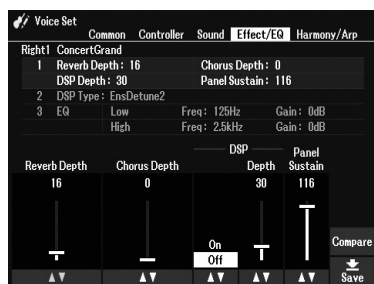 Voice Set
Common Controller Sound Effect/EQ Harmony/Arp
Right1 ConcertGrand
1 Reverb Depth: 16 Chorus Depth: 0
DSP Depth: 30 Panel Sustain: 116
2 DSP Type: EnsDetune2
3 EQ Low Freq: 125Hz Gain: 0dB
High Freq: 2.5kHz Gain: 0dB
DSP Panel
Reverb Depth Chorus Depth Depth Sustain
16 0 30 116
On
Off
Compare
Save